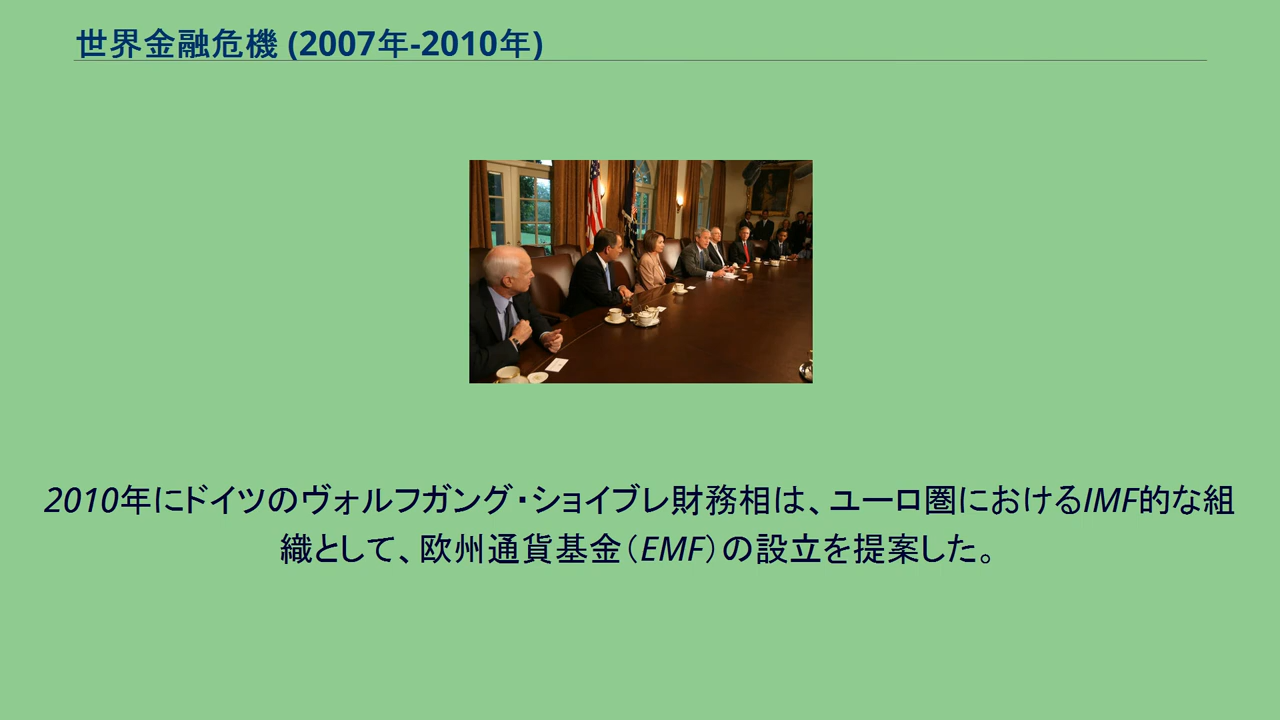 世界金融危機 (2007年-2010年)
2010年にドイツのヴォルフガング・ショイブレ財務相は、ユーロ圏におけるIMF的な組
織として、欧州通貨基金（EMF）の設立を提案した。